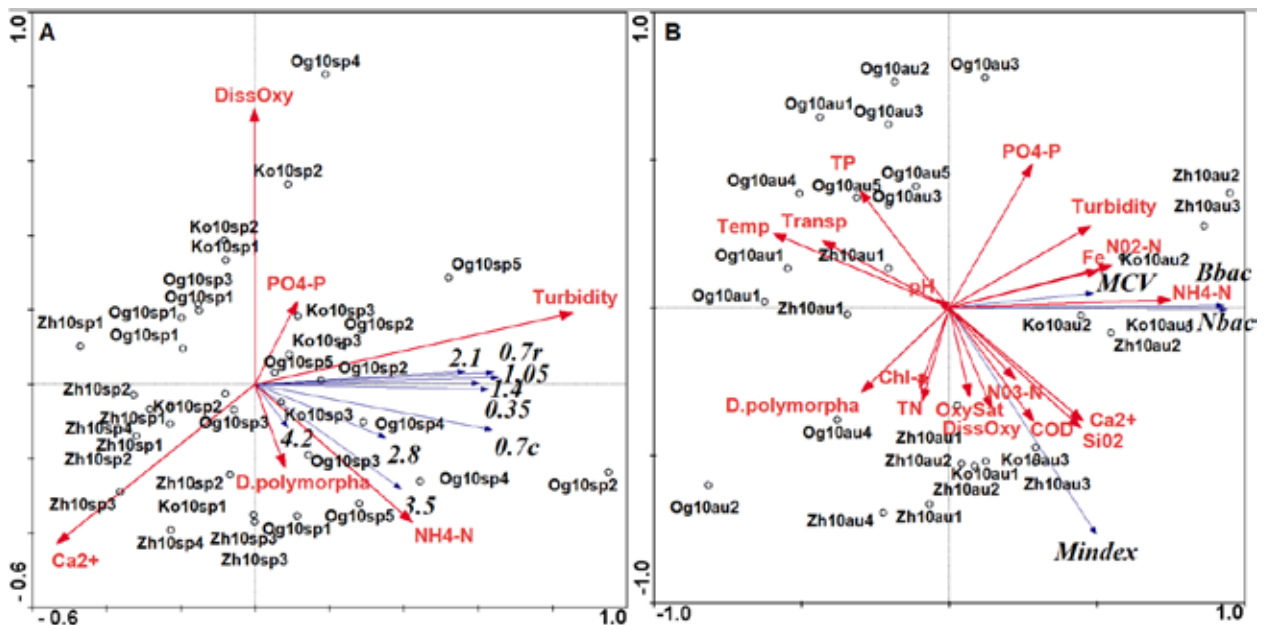 1.0
A
Og10sp4
DissOxy
Ko10sp2
Ko10sp2
Ko10sp1
Og10sp3
Og10sp1
Og10sp5
PO4-P
Turbidity
Zh10sp1
Og10sp1
Og10sp1
Ko10sp3
Og10sp2
Ko10sp3
2.1
0.7r
Og10sp5
Og10sp2
1.05
1.4
Zh10sp2
0.35
Zh10sp1
Ko10sp2
Zh10sp4
Og10sp3
Ko10sp3
Og10sp4
Zh10sp1
4.2
0.7c
Zh10sp2
2.8
Og10sp3
Zh10sp2
D.polymorpha
Og10sp4
Og10sp2
Zh10sp3
Ko10sp1
3.5
Og10sp1
Og10sp5
NH4-N
Zh10sp4
Zh10sp3
Ca2+
Zh10sp3
-0.6
-0.6
1.0
1.0
B
Og10au2
Og10au3
Og10au1
Og10au3
TP
PO4-P
Og10au4
Og10au5
Og10au5
Og10au3
Zh10au2
Zh10au3
Temp
Transp
Turbidity
Og10au1
Zh10au1
N02-N
Fe
Ko10au2
pH
MCV
Bbac
NH4-N
Og10au1
Zh10au1
Ko10au2
Nbac
Zh10au2
Chl-a
N03-N
D.polymorpha
TN
OxySat
DissOxy
COD
Ca2+
Si02
Og10au4
Zh10au1
Zh10au2
Ko10au1
Ko10au3
Zh10au3
Zh10au2
Og10au2
Zh10au4
Zh10au1
Mindex
-1.0
-1.0
1.0